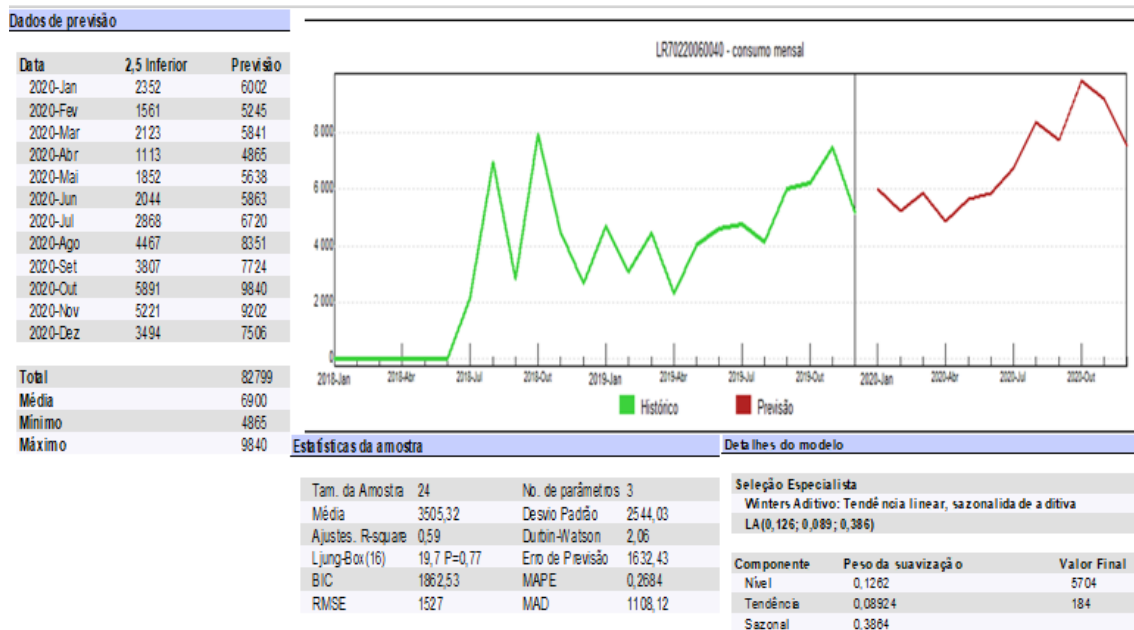 Dados de previsão
Data 2,5 Inferior Previsão
2020-Jan 2352 6002
2020-Fev 1561 5245
2020-Mar 2123 5841
2020-Abr 1113 4865
2020-Mai 1852 5638
2020-Jun 2044 5863
2020-Jul 2868 6720
2020-Ago 4467 8351
2020-Set 3807 7724
2020-Out 5891 9840
2020-Nov 5221 9202
2020-Dez 3494 7506
Total 82799
Média 6900
Mínimo 4865
Máximo 9840
LR70220060040 - consumo mensal
8 000
6 000
4 000
2 000
0
2018-Jan 2018-Abr 2018-Jul 2018-Out 2019-Jan 2019-Abr 2019-Jul 2019-Out 2020-Jan 2020-Abr 2020-Jul 2020-Out
Histórico Previsão
Estatísticas da amostra
Tam. da Amostra 24 No. de parâmetros 3
Média 3505,32 Desvio Padrão 2544,03
Ajustes. R-square 0,59 Durbin-Watson 2,06
Ljung-Box(16) 19,7 P=0,77 Erro de Previsão 1632,43
BIC 1862,53 MAPE 0,2684
RMSE 1527 MAD 1108,12
Detalhes do modelo
Seleção Especialista
Winters Aditivo: Tendência linear, sazonalidade aditiva
LA(0,126; 0,089; 0,386)
Componente Peso da suavização Valor Final
Nível 0,1262 5704
Tendência 0,08924 184
Sazonal 0,3864